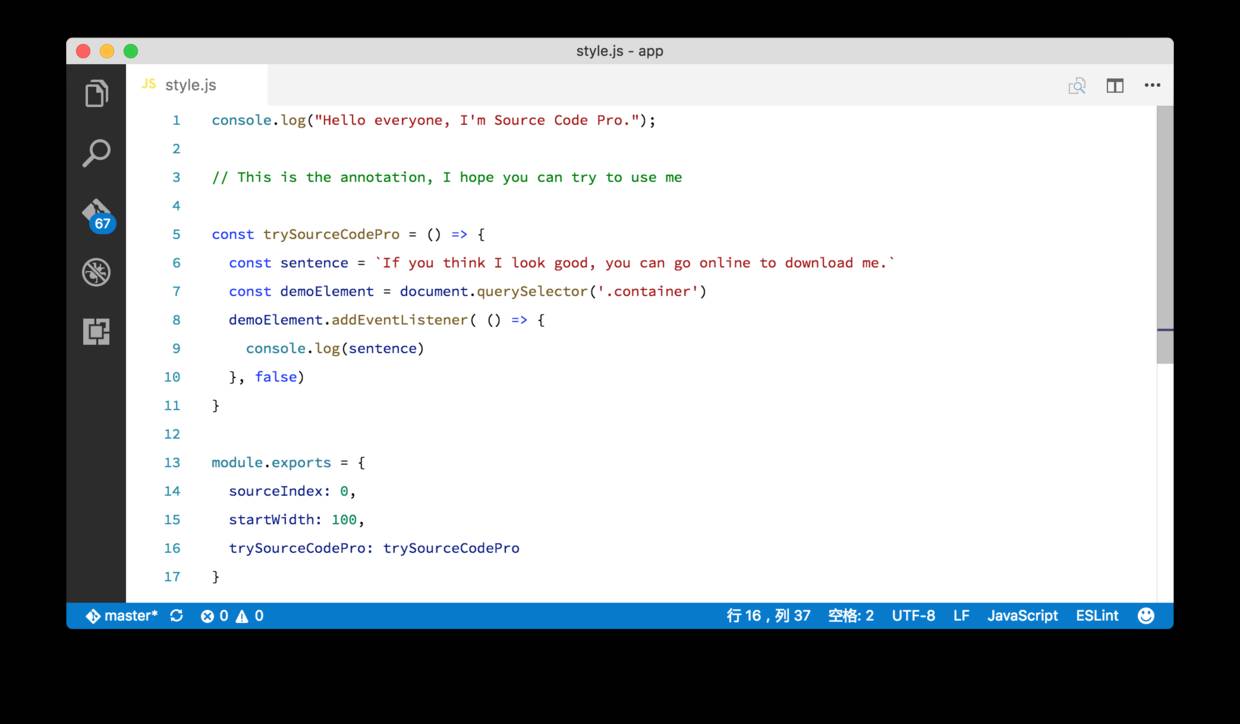 style.js - app
JS style.js
1 console.log("Hello everyone, I'm Source Code Pro.");
2
3 // This is the annotation, I hope you can try to use me
4
5 const trySourceCodePro = () => {
6   const sentence = `If you think I look good, you can go online to download me.`
7   const demoElement = document.querySelector('.container')
8   demoElement.addEventListener( () => {
9     console.log(sentence)
10   }, false)
11 }
12
13 module.exports = {
14   sourceIndex: 0,
15   startWidth: 100,
16   trySourceCodePro: trySourceCodePro
17 }
67
master* 0 0 行 16，列 37 空格: 2 UTF-8 LF JavaScript ESLint